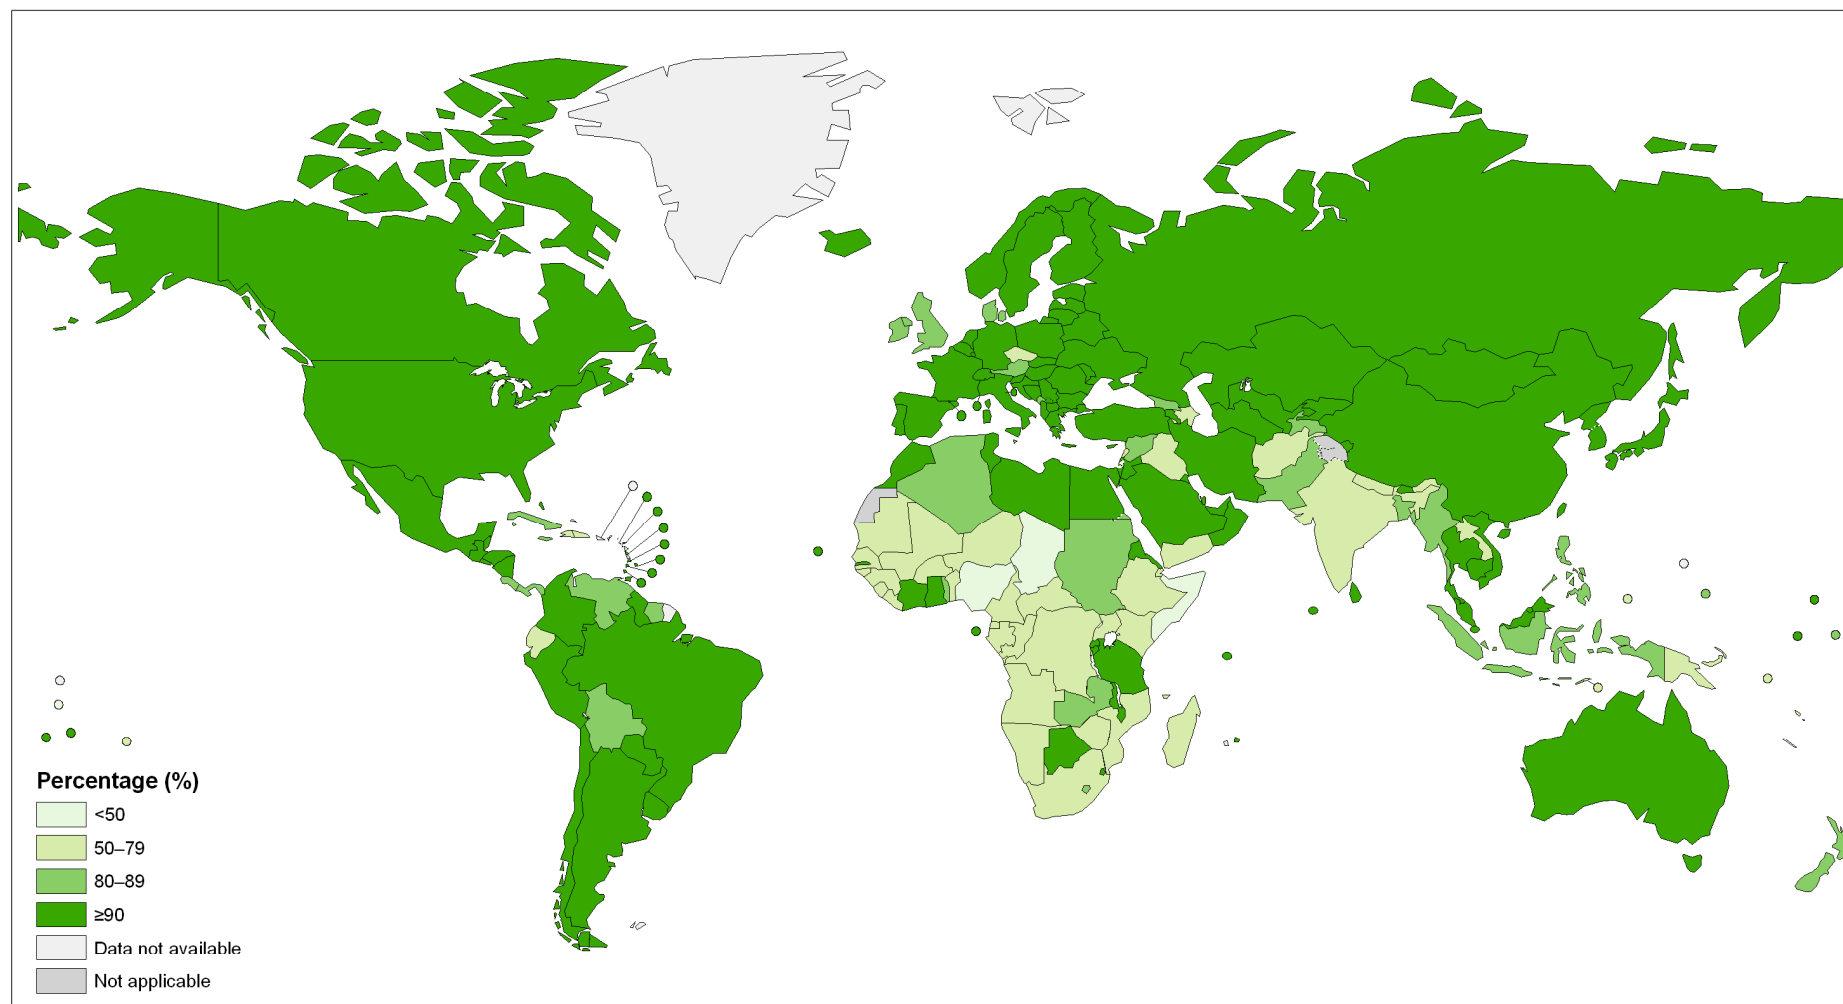 Percentage (%)
<50
50–79
80–89
≥90
Data not available
Not applicable